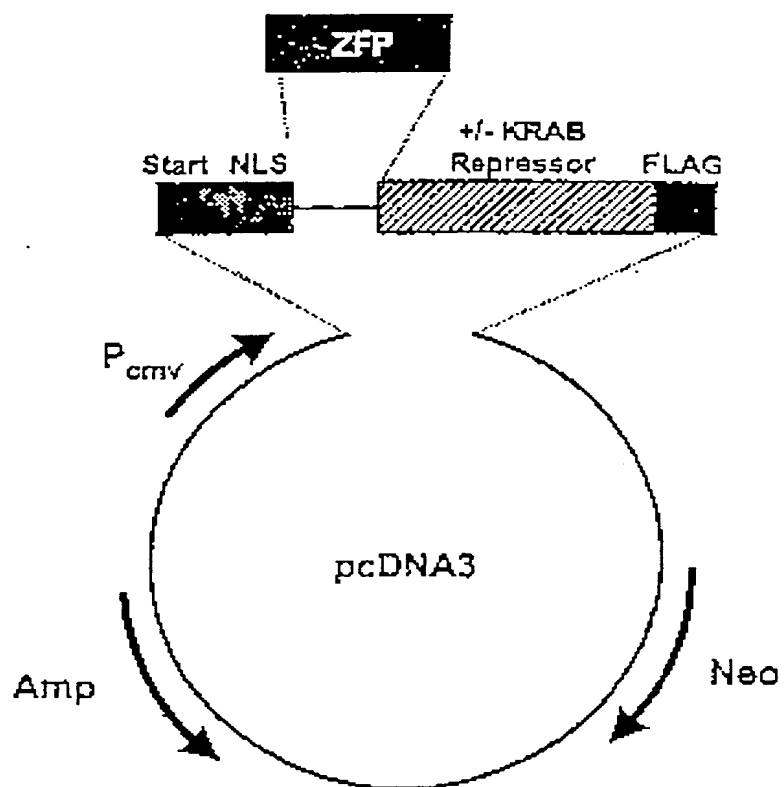 ZFP
+/- KRAB
Start NLS Repressor FLAG
Pcmv
pcDNA3
Amp
Neo